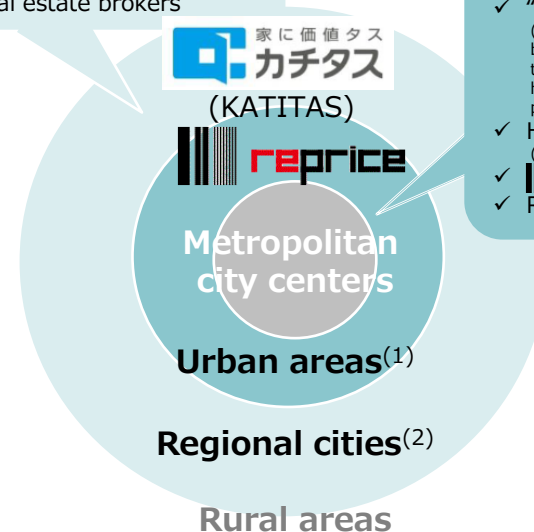 al estate brokers
家に価値タス
カチタス
(KATITAS)
reprice
Metropolitan
city centers
Urban areas(1)
Regional cities(2)
Rural areas